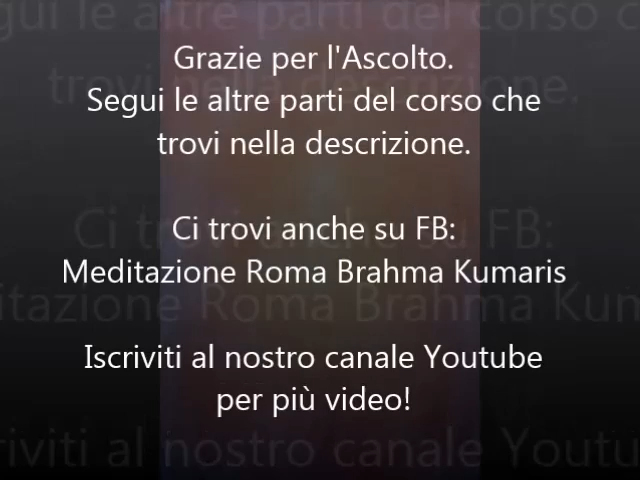 Grazie per l'Ascolto.
Segui le altre parti del corso che
trovi nella descrizione.
Ci trovi anche su FB:
Meditazione Roma Brahma Kumaris
Iscriviti al nostro canale Youtube
per più video!